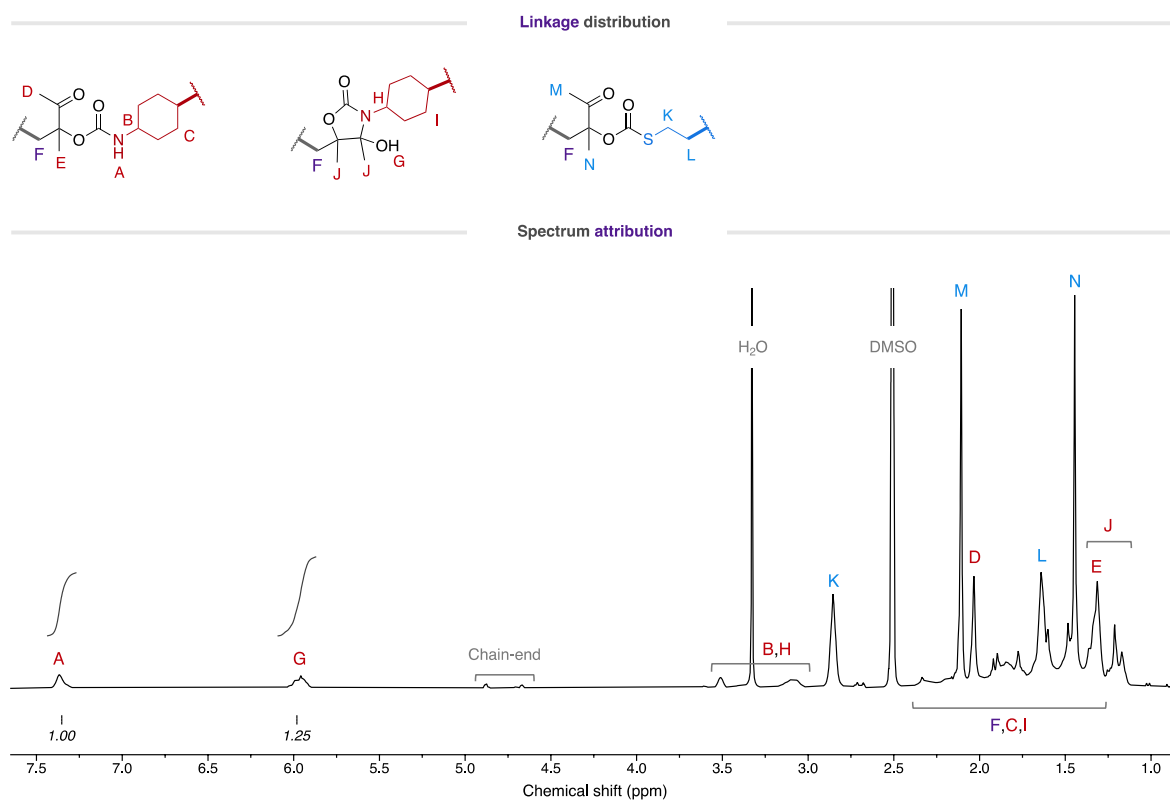 Linkage distribution
D O O B C O N H A E F
O O N H I OH G J J F
M O O O S K L F N
Spectrum attribution
M N
H₂O DMSO
J
D L E
K
A G Chain-end B,H
F,C,I
1.00 1.25
7.5 7.0 6.5 6.0 5.5 5.0 4.5 4.0 3.5 3.0 2.5 2.0 1.5 1.0
Chemical shift (ppm)